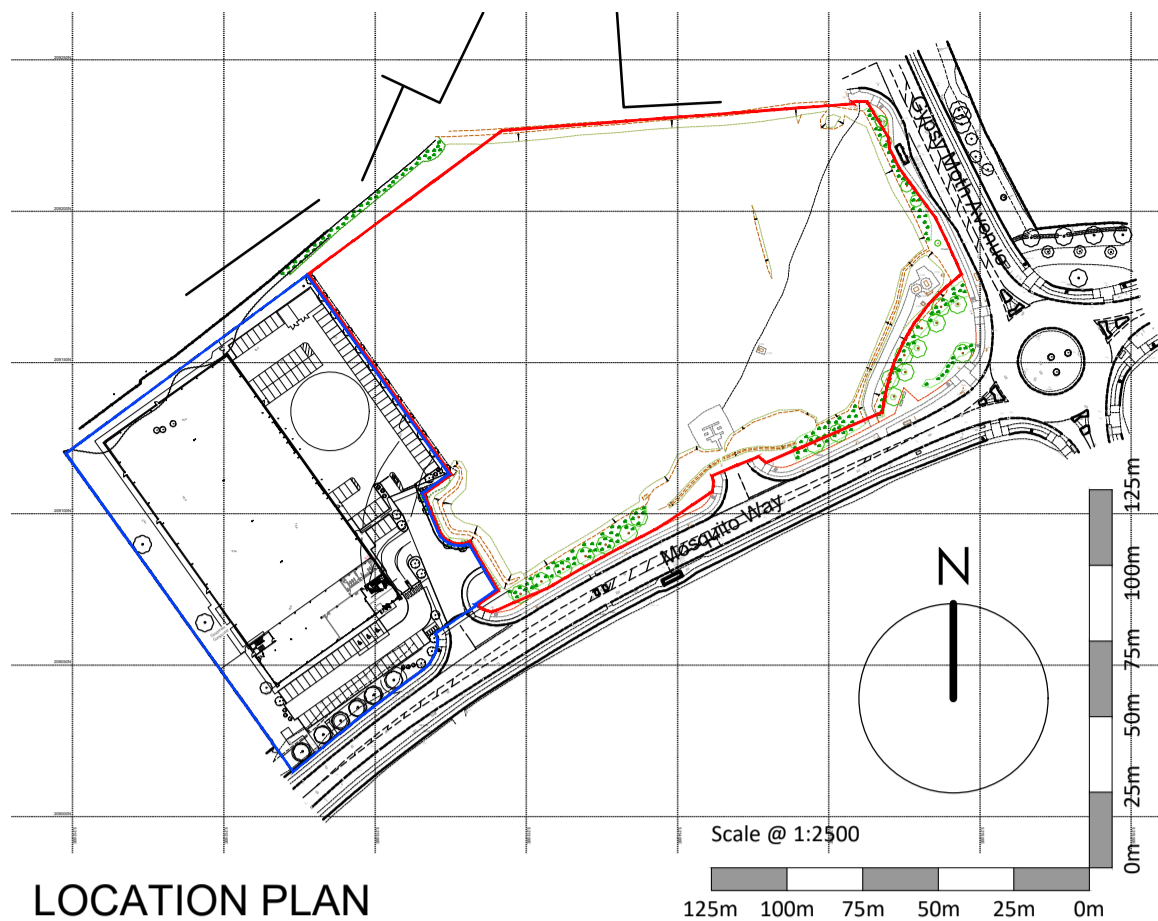 Gypsy Moth Avenue
Mosquito Way
N
Scale @ 1:2500
125m
100m
75m
50m
25m
0m
125m 100m 75m 50m 25m 0m
LOCATION PLAN